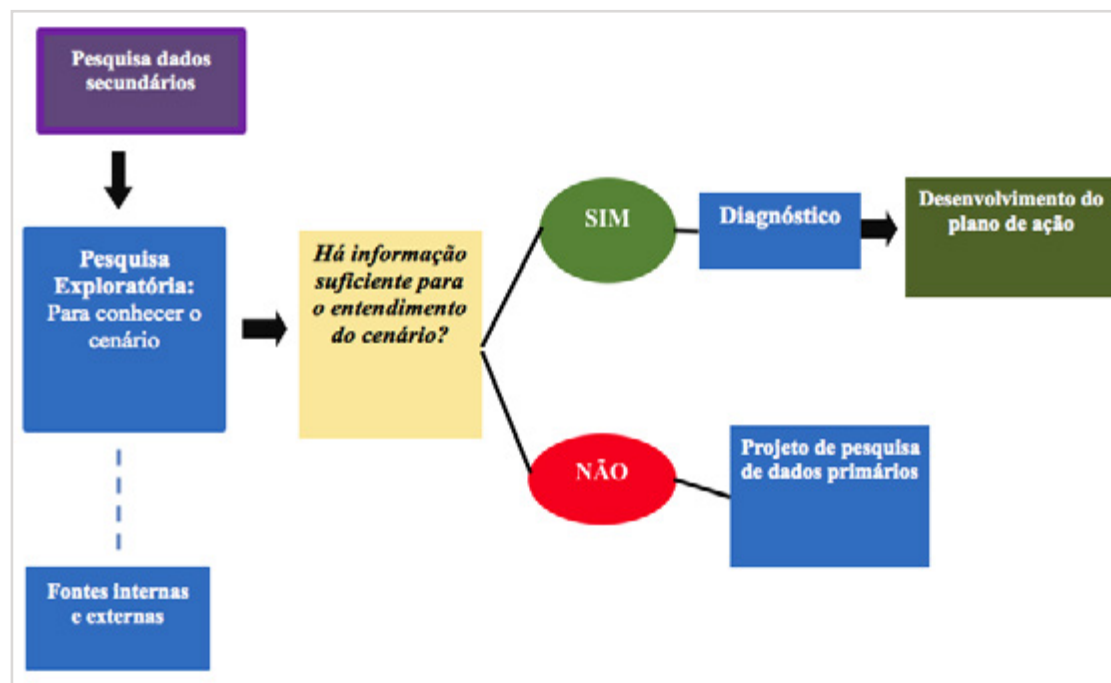 Pesquisa dados
secundários
Pesquisa
Exploratória:
Para conhecer o
cenário
Fontes internas
e externas
Há informação
suficiente para
o entendimento
do cenário?
SIM
Diagnóstico
Desenvolvimento do
plano de ação
NÃO
Projeto de pesquisa
de dados primários